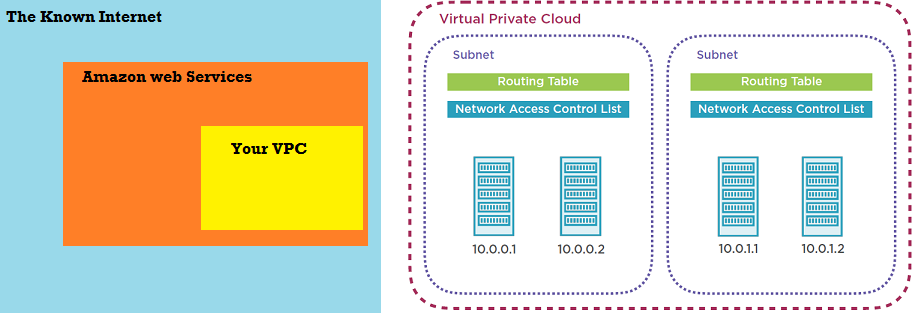 The Known Internet
Amazon web Services
Your VPC
Virtual Private Cloud
Subnet
Routing Table
Network Access Control List
10.0.0.1
10.0.0.2
Subnet
Routing Table
Network Access Control List
10.0.1.1
10.0.1.2